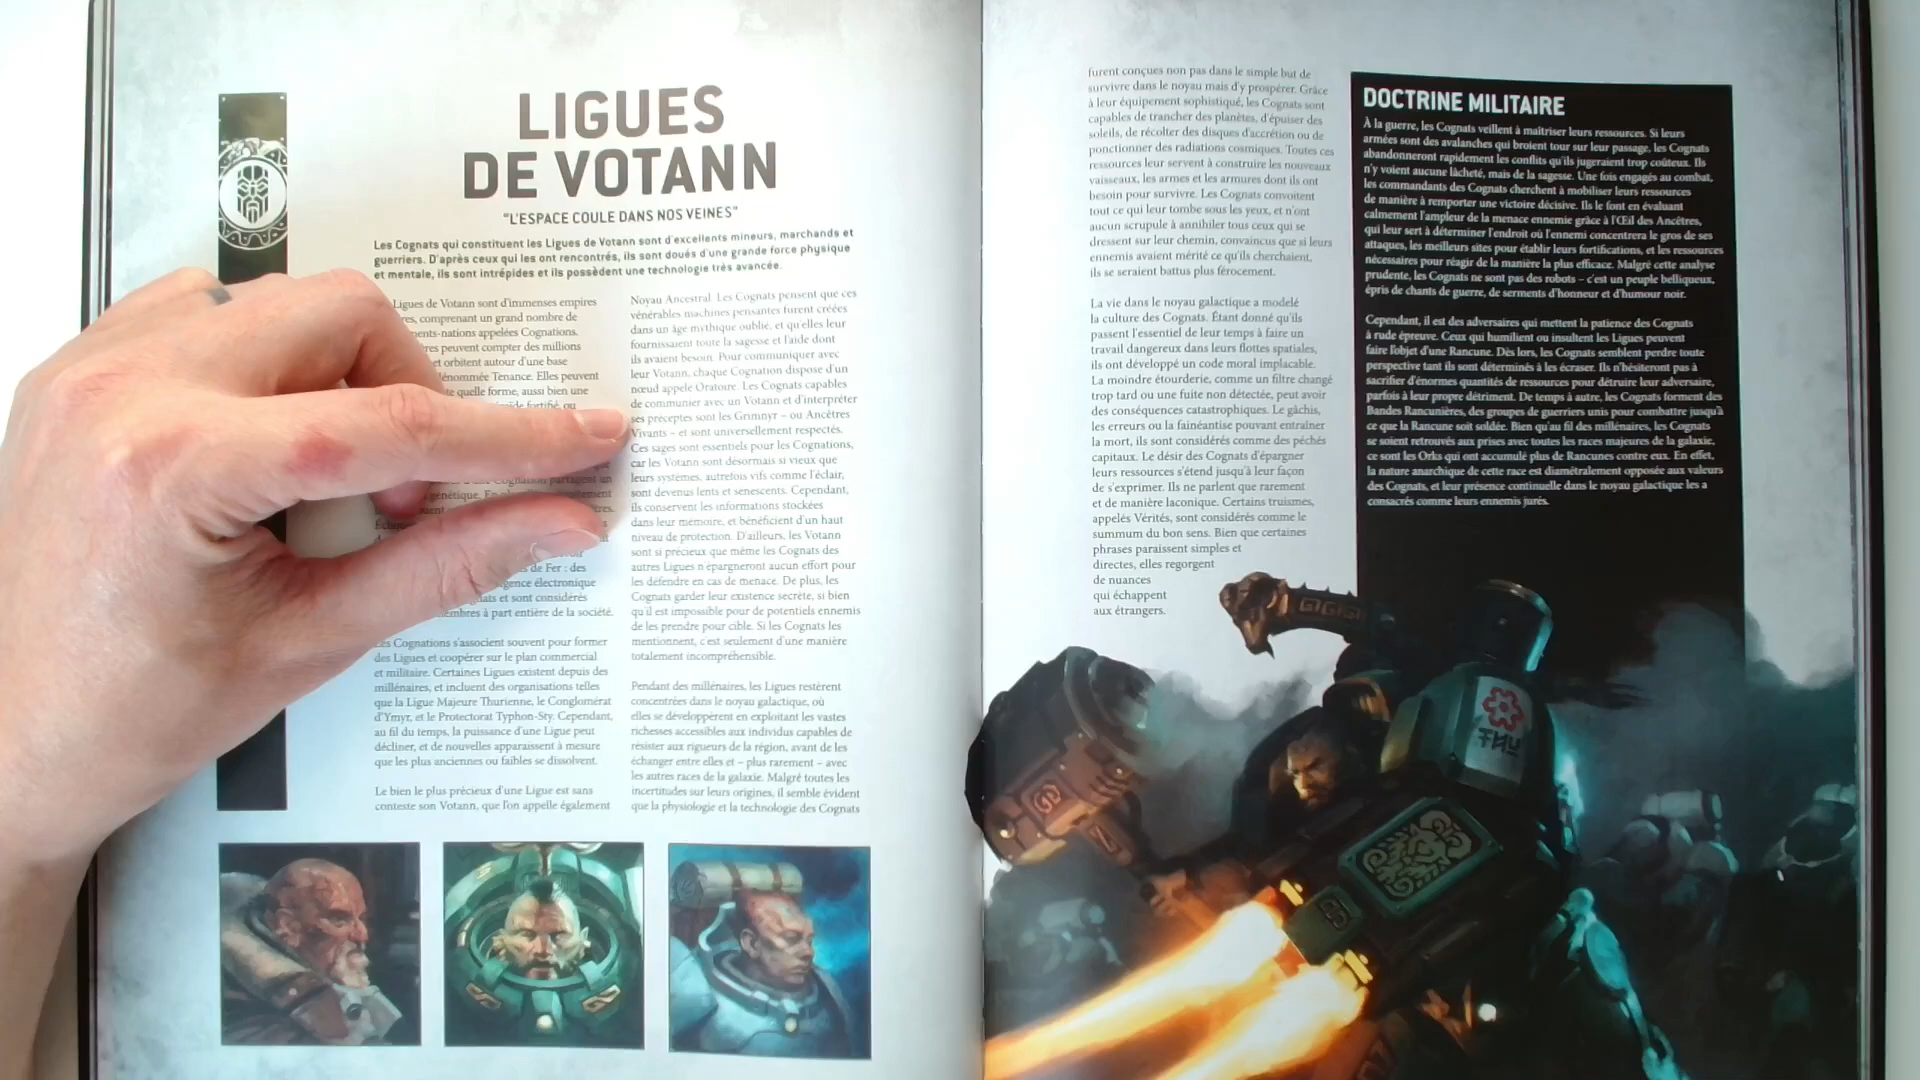 LIGUES
DE VOTANN
"L'ESPACE COULE DANS NOS VEINES"
Les Cognats qui constituent les Ligues de Votann sont d'excellents mineurs, marchands et
guerriers. D'après ceux qui les ont rencontrés, ils sont doués d'une grande force physique
et mentale, ils sont intrépides et ils possèdent une technologie très avancée.
Ligues de Votann sont d'immenses empires
comprenant un grand nombre de
appelées Cognations.
peuvent compter des millions
et orbitent autour d'une base
dénommée Tenance. Elles peuvent
quelle forme, aussi bien une
fortifié, ou
que
Cognation partagent un
génétique. En
de Fer : des
électronique
et sont considérés
membres à part entière de la société.
Les Cognations s'associent souvent pour former
des Ligues et coopérer sur le plan commercial
et militaire. Certaines Ligues existent depuis des
millénaires, et incluent des organisations telles
que la Ligue Majeure Thurienne, le Conglomérat
d'Ymyr, et le Protectorat Typhon-Sty. Cependant,
au fil du temps, la puissance d'une Ligue peut
décliner, et de nouvelles apparaissent à mesure
que les plus anciennes ou faibles se dissolvent.
Le bien le plus précieux d'une Ligue est sans
conteste son Votann, que l'on appelle également
Noyau Ancestral. Les Cognats pensent que ces
vénérables machines pensantes furent créées
dans un âge mythique oublié, et qu'elles leur
fournissaient toute la sagesse et l'aide dont
ils avaient besoin. Pour communiquer avec
leur Votann, chaque Cognation dispose d'un
nœud appelé Oratoire. Les Cognats capables
de communier avec un Votann et d'interpréter
ses préceptes sont les Grimnyr – ou Ancêtres
Vivants – et sont universellement respectés.
Ces sages sont essentiels pour les Cognations,
car les Votann sont désormais si vieux que
leurs systèmes, autrefois vifs comme l'éclair,
sont devenus lents et senescents. Cependant,
ils conservent les informations stockées
dans leur mémoire, et bénéficient d'un haut
niveau de protection. D'ailleurs, les Votann
sont si précieux que même les Cognats des
autres Ligues n'épargneront aucun effort pour
les défendre en cas de menace. De plus, les
Cognats garder leur existence secrète, si bien
qu'il est impossible pour de potentiels ennemis
de les prendre pour cible. Si les Cognats les
mentionnent, c'est seulement d'une manière
totalement incompréhensible.
Pendant des millénaires, les Ligues restèrent
concentrées dans le noyau galactique, où
elles se développèrent en exploitant les vastes
richesses accessibles aux individus capables de
résister aux rigueurs de la région, avant de les
échanger entre elles et – plus rarement – avec
les autres races de la galaxie. Malgré toutes les
incertitudes sur leurs origines, il semble évident
que la physiologie et la technologie des Cognats
furent conçues non pas dans le simple but de
survivre dans le noyau mais d'y prospérer. Grâce
à leur équipement sophistiqué, les Cognats sont
capables de trancher des planètes, d'épuiser des
soleils, de récolter des disques d'accrétion ou de
ponctionner des radiations cosmiques. Toutes ces
ressources leur servent à construire les nouveaux
vaisseaux, les armes et les armures dont ils ont
besoin pour survivre. Les Cognats convoitent
tout ce qui leur tombe sous les yeux, et n'ont
aucun scrupule à annihiler tous ceux qui se
dressent sur leur chemin, convaincus que si leurs
ennemis avaient mérité ce qu'ils cherchaient,
ils se seraient battus plus férocement.
La vie dans le noyau galactique a modelé
la culture des Cognats. Étant donné qu'ils
passent l'essentiel de leur temps à faire un
travail dangereux dans leurs flottes spatiales,
ils ont développé un code moral implacable.
La moindre étourderie, comme un filtre changé
trop tard ou une fuite non détectée, peut avoir
des conséquences catastrophiques. Le gâchis,
les erreurs ou la fainéantise pouvant entraîner
la mort, ils sont considérés comme des péchés
capitaux. Le désir des Cognats d'épargner
leurs ressources s'étend jusqu'à leur façon
de s'exprimer. Ils ne parlent que rarement
et de manière laconique. Certains truismes,
appelés Vérités, sont considérés comme le
summum du bon sens. Bien que certaines
phrases paraissent simples et
directes, elles regorgent
de nuances
qui échappent
aux étrangers.
DOCTRINE MILITAIRE
À la guerre, les Cognats veillent à maîtriser leurs ressources. Si leurs
armées sont des avalanches qui broient tour sur leur passage, les Cognats
abandonneront rapidement les conflits qu'ils jugeraient trop coûteux. Ils
n'y voient aucune lâcheté, mais de la sagesse. Une fois engagés au combat,
les commandants des Cognats cherchent à mobiliser leurs ressources
de manière à remporter une victoire décisive. Ils le font en évaluant
calmement l'ampleur de la menace ennemie grâce à l'Œil des Ancêtres,
qui leur sert à déterminer l'endroit où l'ennemi concentrera le gros de ses
attaques, les meilleurs sites pour établir leurs fortifications, et les ressources
nécessaires pour réagir de la manière la plus efficace. Malgré cette analyse
prudente, les Cognats ne sont pas des robots – c'est un peuple belliqueux,
épris de chants de guerre, de serments d'honneur et d'humour noir.
Cependant, il est des adversaires qui mettent la patience des Cognats
à rude épreuve. Ceux qui humilient ou insultent les Ligues peuvent
faire l'objet d'une Rancune. Dès lors, les Cognats semblent perdre toute
perspective tant ils sont déterminés à les écraser. Ils n'hésiteront pas à
sacrifier d'énormes quantités de ressources pour détruire leur adversaire,
parfois à leur propre détriment. De temps à autre, les Cognats forment des
Bandes Rancunières, des groupes de guerriers unis pour combattre jusqu'à
ce que la Rancune soit soldée. Bien qu'au fil des millénaires, les Cognats
se soient retrouvés aux prises avec toutes les races majeures de la galaxie,
ce sont les Orks qui ont accumulé plus de Rancunes contre eux. En effet,
la nature anarchique de cette race est diamétralement opposée aux valeurs
des Cognats, et leur présence continuelle dans le noyau galactique les a
consacrés comme leurs ennemis jurés.